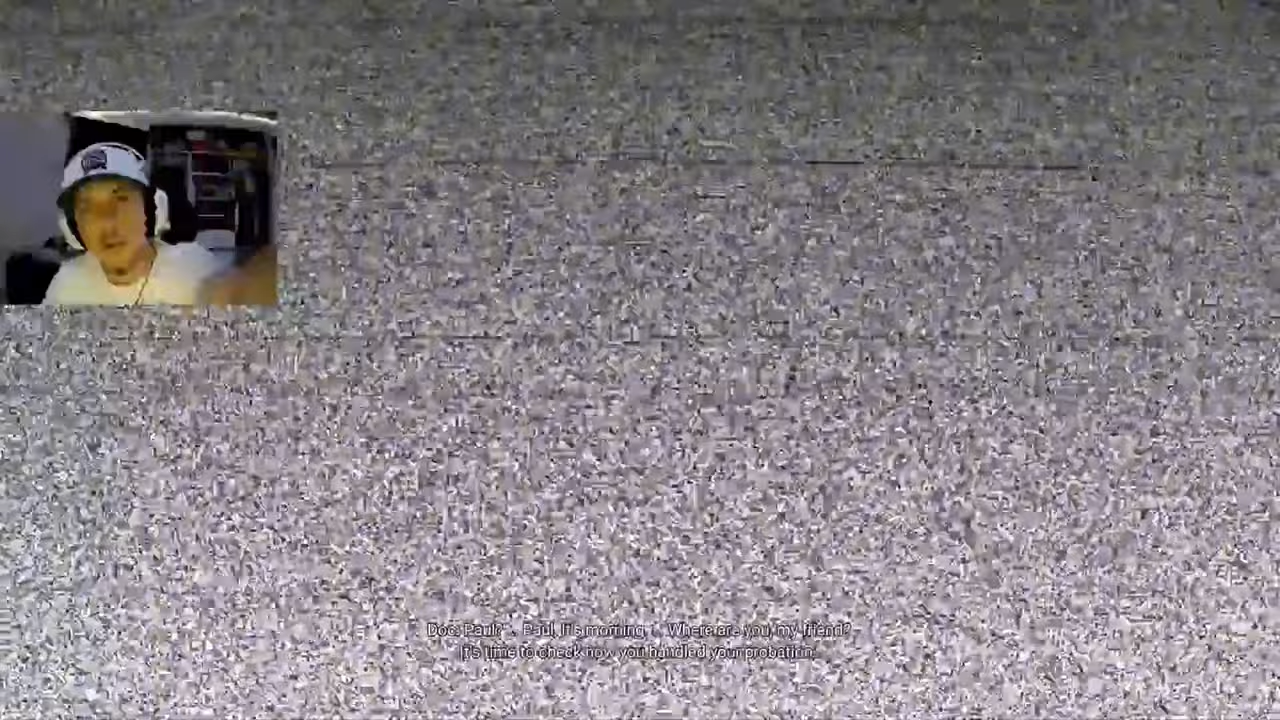 Doc: Paul? ... Paul, it's morning ... Where are you, my friend?
It's time to check how you handled your probation.